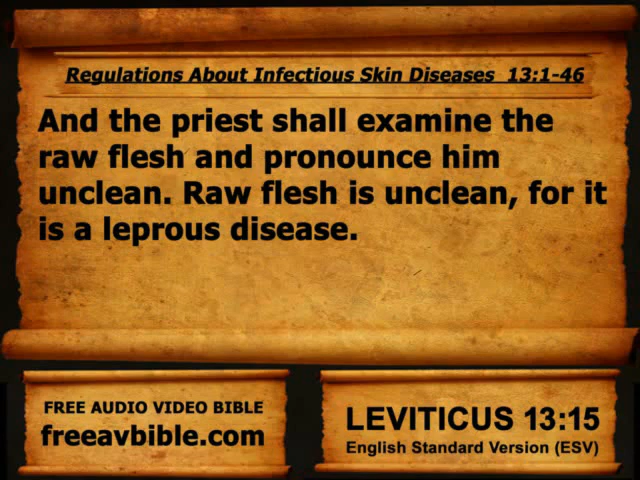 Regulations About Infectious Skin Diseases 13:1-46
And the priest shall examine the
raw flesh and pronounce him
unclean. Raw flesh is unclean, for it
is a leprous disease.
FREE AUDIO VIDEO BIBLE
freeavbible.com
LEVITICUS 13:15
English Standard Version (ESV)